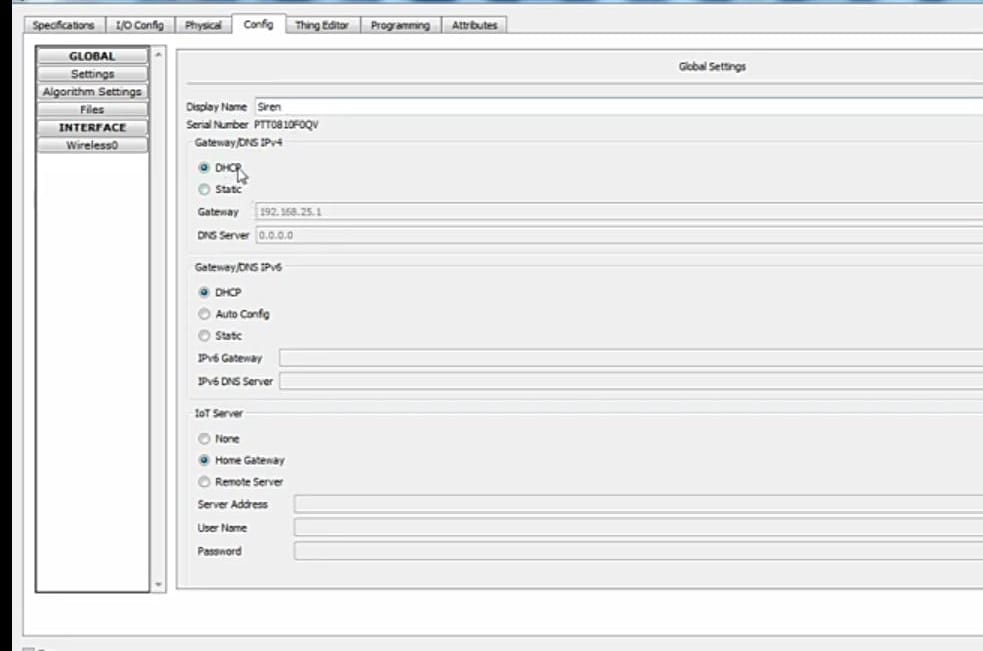 Specifications I/O Config Physical Config Thing Editor Programming Attributes
GLOBAL
Settings
Algorithm Settings
Files
INTERFACE
Wireless0
Global Settings
Display Name Siren
Serial Number PTT0810F0QV
Gateway/DNS IPv4
DHCP
Static
Gateway 192.168.25.1
DNS Server 0.0.0.0
Gateway/DNS IPv6
DHCP
Auto Config
Static
IPv6 Gateway
IPv6 DNS Server
IoT Server
None
Home Gateway
Remote Server
Server Address
User Name
Password